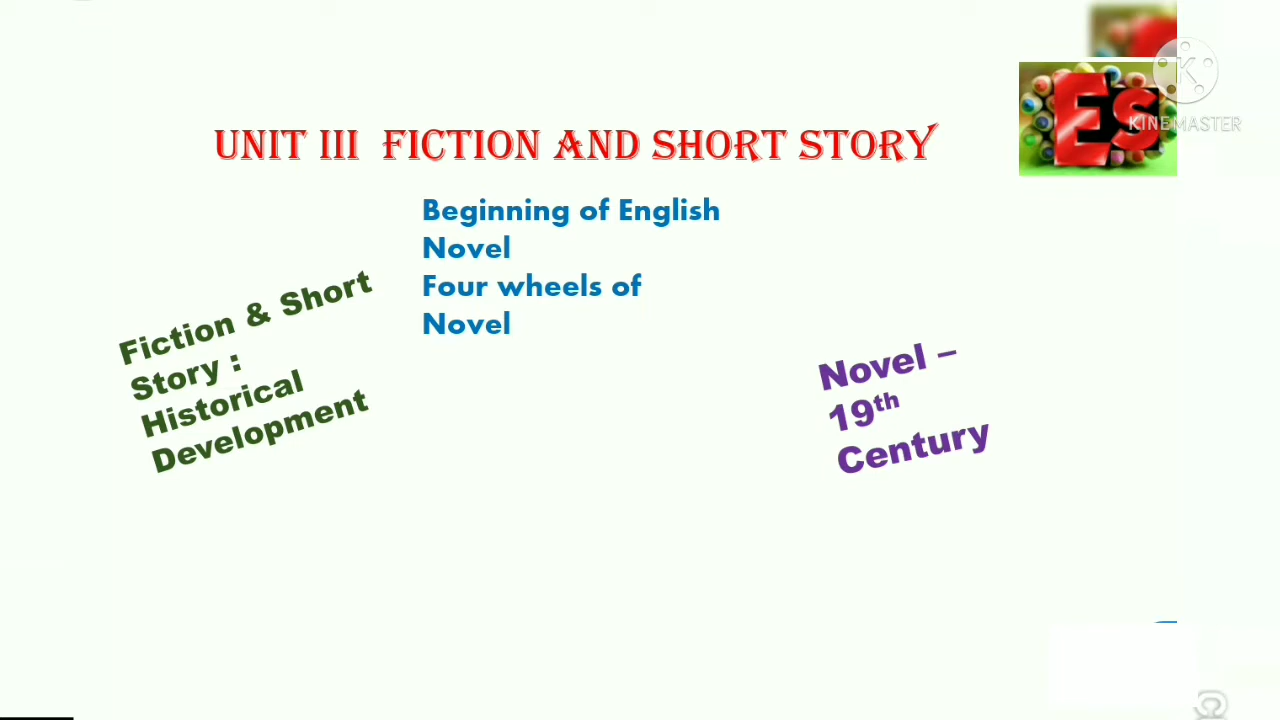 UNIT III FICTION AND SHORT STORY
Es
KINEMASTER
Beginning of English
Novel
Four wheels of
Novel
Fiction & Short
Story :
Historical
Development
Novel –
19th
Century